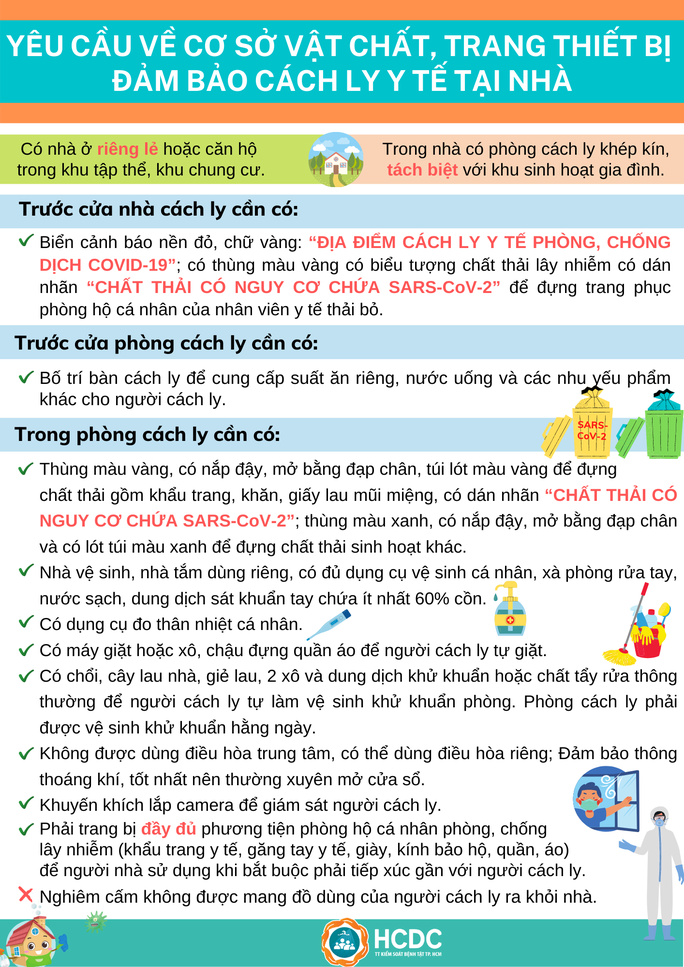 YÊU CẦU VỀ CƠ SỞ VẬT CHẤT, TRANG THIẾT BỊ
ĐẢM BẢO CÁCH LY Y TẾ TẠI NHÀ
Có nhà ở riêng lẻ hoặc căn hộ
trong khu tập thể, khu chung cư.
Trong nhà có phòng cách ly khép kín,
tách biệt với khu sinh hoạt gia đình.
Trước cửa nhà cách ly cần có:
Biển cảnh báo nền đỏ, chữ vàng: “ĐỊA ĐIỂM CÁCH LY Y TẾ PHÒNG, CHỐNG
DỊCH COVID-19”; có thùng màu vàng có biểu tượng chất thải lây nhiễm có dán
nhãn “CHẤT THẢI CÓ NGUY CƠ CHỨA SARS-CoV-2” để đựng trang phục
phòng hộ cá nhân của nhân viên y tế thải bỏ.
Trước cửa phòng cách ly cần có:
Bố trí bàn cách ly để cung cấp suất ăn riêng, nước uống và các nhu yếu phẩm
khác cho người cách ly.
SARS-
CoV-2
Trong phòng cách ly cần có:
Thùng màu vàng, có nắp đậy, mở bằng đạp chân, túi lót màu vàng để đựng
chất thải gồm khẩu trang, khăn, giấy lau mũi miệng, có dán nhãn “CHẤT THẢI CÓ
NGUY CƠ CHỨA SARS-CoV-2”; thùng màu xanh, có nắp đậy, mở bằng đạp chân
và có lót túi màu xanh để đựng chất thải sinh hoạt khác.
Nhà vệ sinh, nhà tắm dùng riêng, có đủ dụng cụ vệ sinh cá nhân, xà phòng rửa tay,
nước sạch, dung dịch sát khuẩn tay chứa ít nhất 60% cồn.
Có dụng cụ đo thân nhiệt cá nhân.
Có máy giặt hoặc xô, chậu đựng quần áo để người cách ly tự giặt.
Có chổi, cây lau nhà, giẻ lau, 2 xô và dung dịch khử khuẩn hoặc chất tẩy rửa thông
thường để người cách ly tự làm vệ sinh khử khuẩn phòng. Phòng cách ly phải
được vệ sinh khử khuẩn hằng ngày.
Không được dùng điều hòa trung tâm, có thể dùng điều hòa riêng; Đảm bảo thông
thoáng khí, tốt nhất nên thường xuyên mở cửa sổ.
Khuyến khích lắp camera để giám sát người cách ly.
Phải trang bị đầy đủ phương tiện phòng hộ cá nhân phòng, chống
lây nhiễm (khẩu trang y tế, găng tay y tế, giày, kính bảo hộ, quần, áo)
để người nhà sử dụng khi bắt buộc phải tiếp xúc gần với người cách ly.
Nghiêm cấm không được mang đồ dùng của người cách ly ra khỏi nhà.
HCDC
TT KIỂM SOÁT BỆNH TẬT TP. HCM